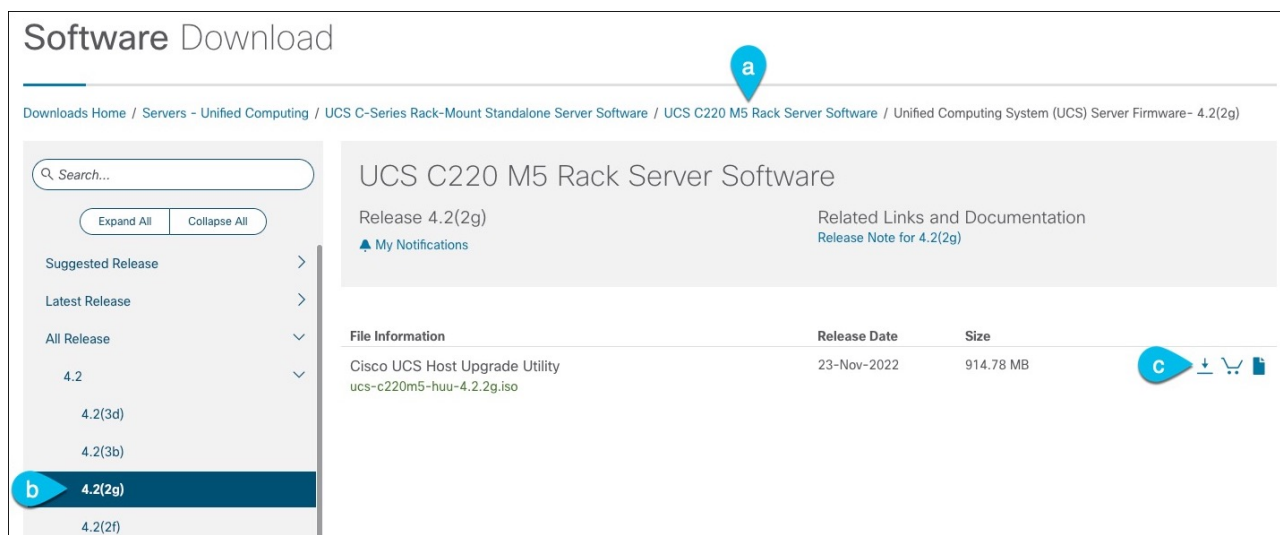 Software Download
a
Downloads Home / Servers - Unified Computing / UCS C-Series Rack-Mount Standalone Server Software / UCS C220 M5 Rack Server Software / Unified Computing System (UCS) Server Firmware- 4.2(2g)
Search...
Expand All Collapse All
Suggested Release
Latest Release
All Release
4.2
4.2(3d)
4.2(3b)
b 4.2(2g)
4.2(2f)
UCS C220 M5 Rack Server Software
Release 4.2(2g)
My Notifications
Related Links and Documentation
Release Note for 4.2(2g)
File Information Release Date Size
Cisco UCS Host Upgrade Utility 23-Nov-2022 914.78 MB c
ucs-c220m5-huu-4.2.2g.iso